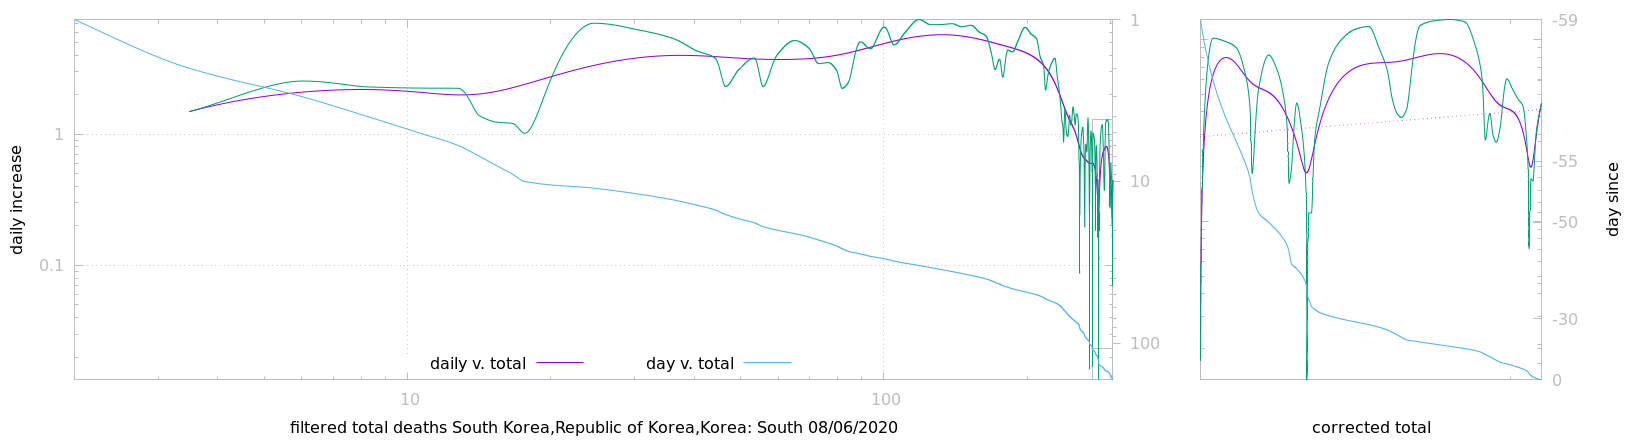 daily increase
1
0.1
daily v. total
day v. total
10
100
1
10
100
filtered total deaths South Korea,Republic of Korea,Korea: South 08/06/2020
-59
-55
-50
-30
0
day since
corrected total